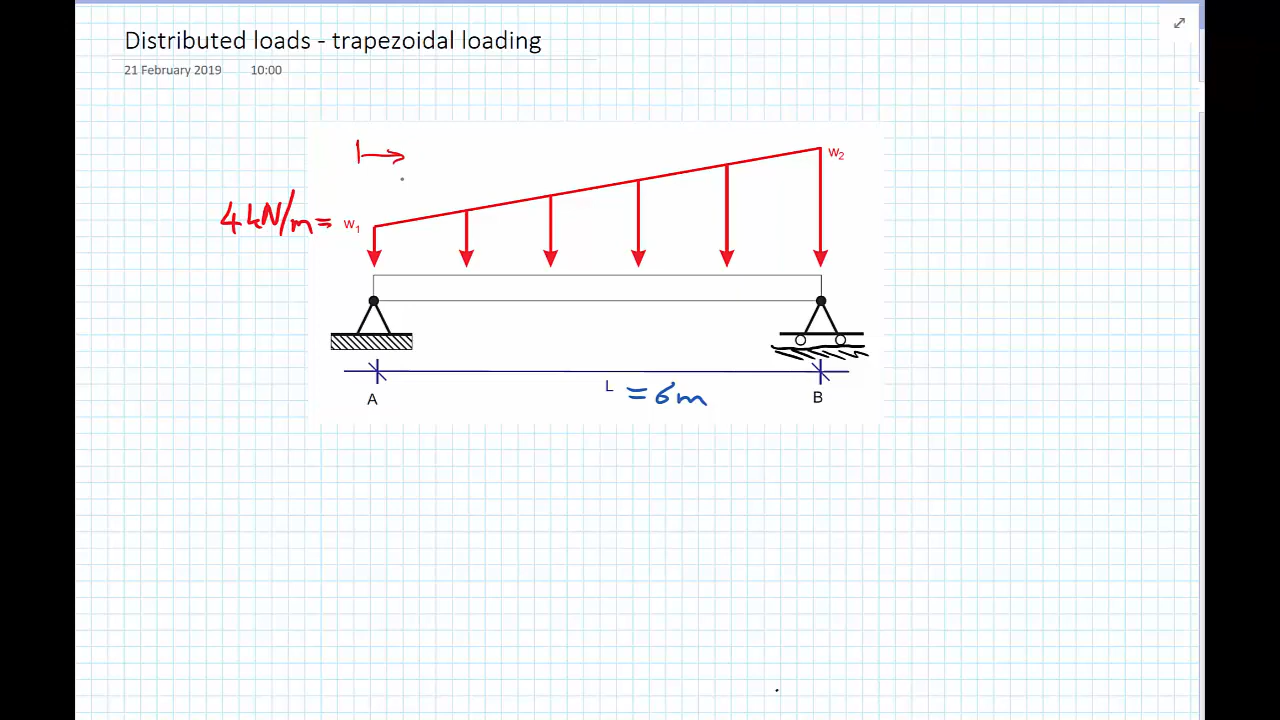 Distributed loads - trapezoidal loading
21 February 2019 10:00
w2
4kN/m = w1
L = 6m
A B